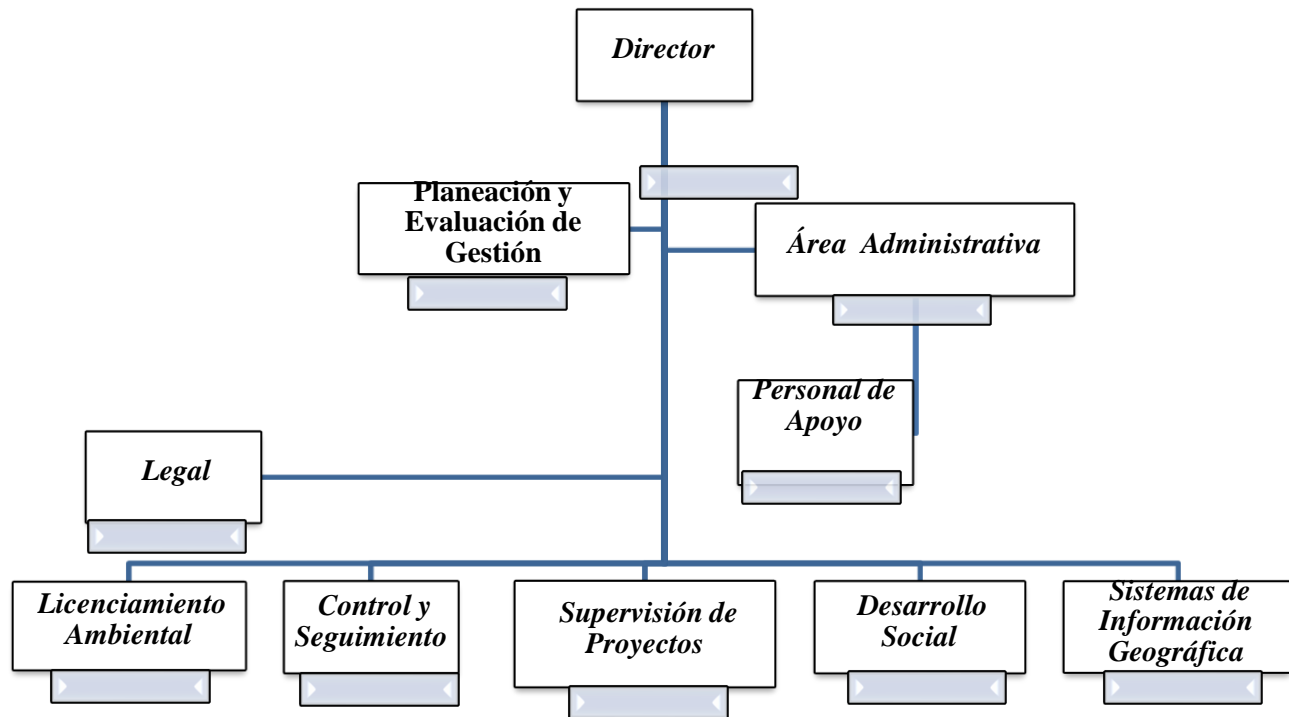 Director
Planeación y
Evaluación de
Gestión
Área Administrativa
Personal de
Apoyo
Legal
Licenciamiento
Ambiental
Control y
Seguimiento
Supervisión de
Proyectos
Desarrollo
Social
Sistemas de
Información
Geográfica